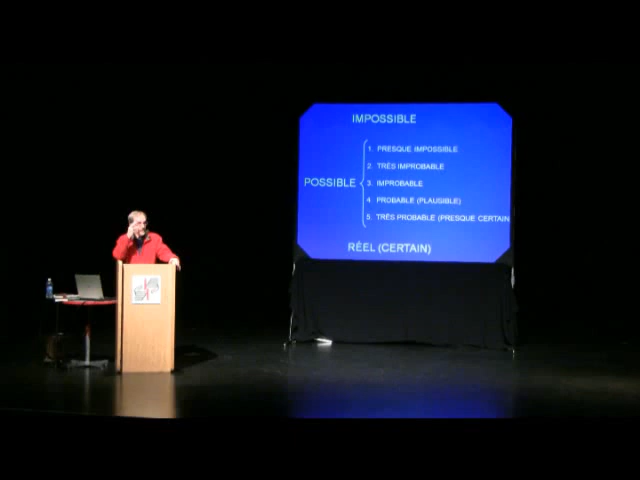 IMPOSSIBLE
1. PRESQUE IMPOSSIBLE
2. TRÈS IMPROBABLE
POSSIBLE
3. IMPROBABLE
4 PROBABLE (PLAUSIBLE)
5. TRÈS PROBABLE (PRESQUE CERTAIN
RÉEL (CERTAIN)